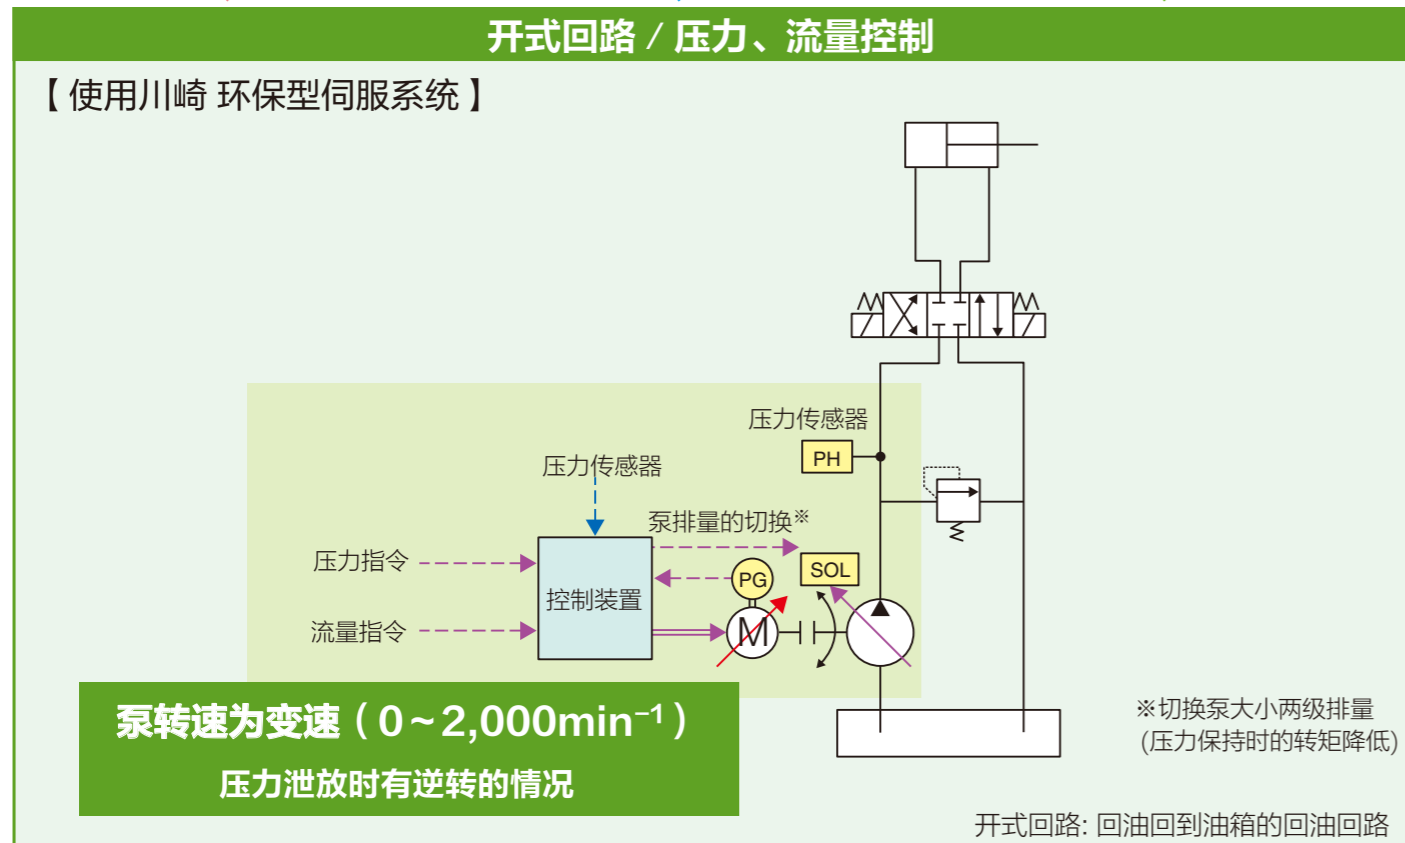 开式回路 / 压力、流量控制
【 使用川崎 环保型伺服系统 】
压力传感器
PH
压力传感器
泵排量的切换※
压力指令
PG
SOL
控制装置
流量指令
M
泵转速为变速（0~2,000min⁻¹）
压力泄放时有逆转的情况
※切换泵大小两级排量
(压力保持时的转矩降低)
开式回路: 回油回到油箱的回油回路